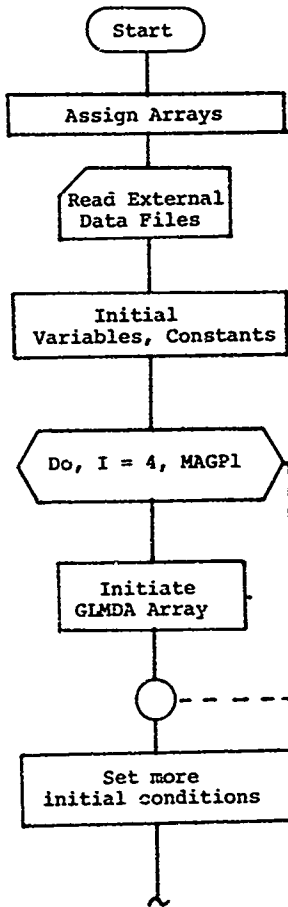 Start
Assign Arrays
Read External
Data Files
Initial
Variables, Constants
Do, I = 4, MAGP1
Initiate
GLMDA Array
Set more
initial conditions